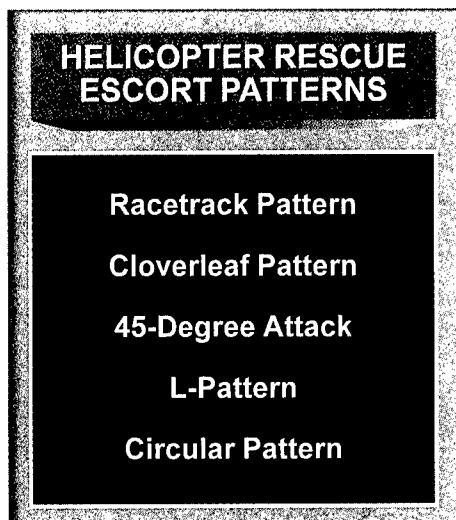 HELICOPTER RESCUE
ESCORT PATTERNS
Racetrack Pattern
Cloverleaf Pattern
45-Degree Attack
L-Pattern
Circular Pattern